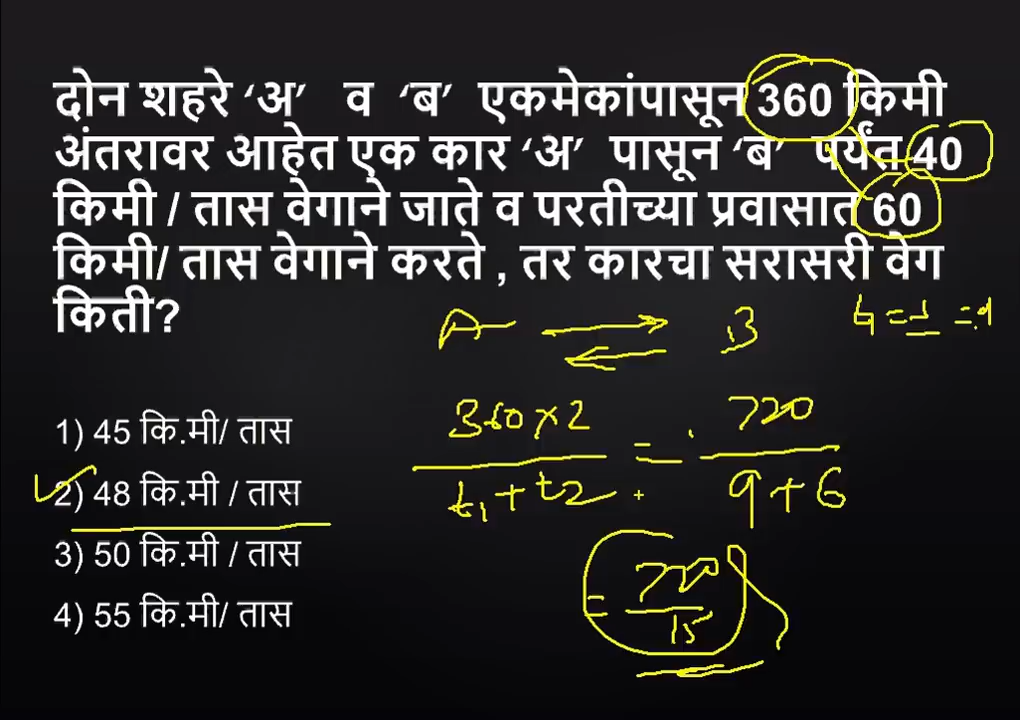 दोन शहरे ‘अ’ व ‘ब’ एकमेकांपासून 360 किमी
अंतरावर आहेत एक कार ‘अ’ पासून ‘ब’ पर्यंत 40
किमी / तास वेगाने जाते व परतीच्या प्रवासात 60
किमी/ तास वेगाने करते , तर कारचा सरासरी वेग
किती?
A B
1) 45 कि.मी/ तास
2) 48 कि.मी / तास
3) 50 कि.मी / तास
4) 55 कि.मी/ तास
360 x 2 / t1 + t2 = 720 / 9 + 6
= 720 / 15